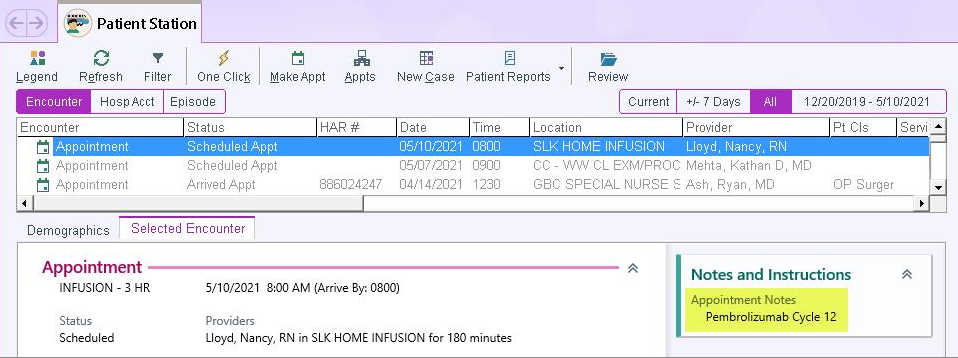 Patient Station
Legend Refresh Filter One Click Make Appt Appts New Case Patient Reports Review
Encounter Hosp Acct Episode Current +/- 7 Days All 12/20/2019 - 5/10/2021
Encounter Status HAR # Date Time Location Provider Pt Cls Servi
Appointment Scheduled Appt 05/10/2021 0800 SLK HOME INFUSION Lloyd, Nancy, RN
Appointment Scheduled Appt 05/07/2021 0900 CC - WW CL EXM/PROC Mehta, Kathan D, MD
Appointment Arrived Appt 886024247 04/14/2021 1230 GBC SPECIAL NURSE S Ash, Ryan, MD OP Surger
Demographics Selected Encounter
Appointment
INFUSION - 3 HR 5/10/2021 8:00 AM (Arrive By: 0800)
Status Providers
Scheduled Lloyd, Nancy, RN in SLK HOME INFUSION for 180 minutes
Notes and Instructions
Appointment Notes
Pembrolizumab Cycle 12